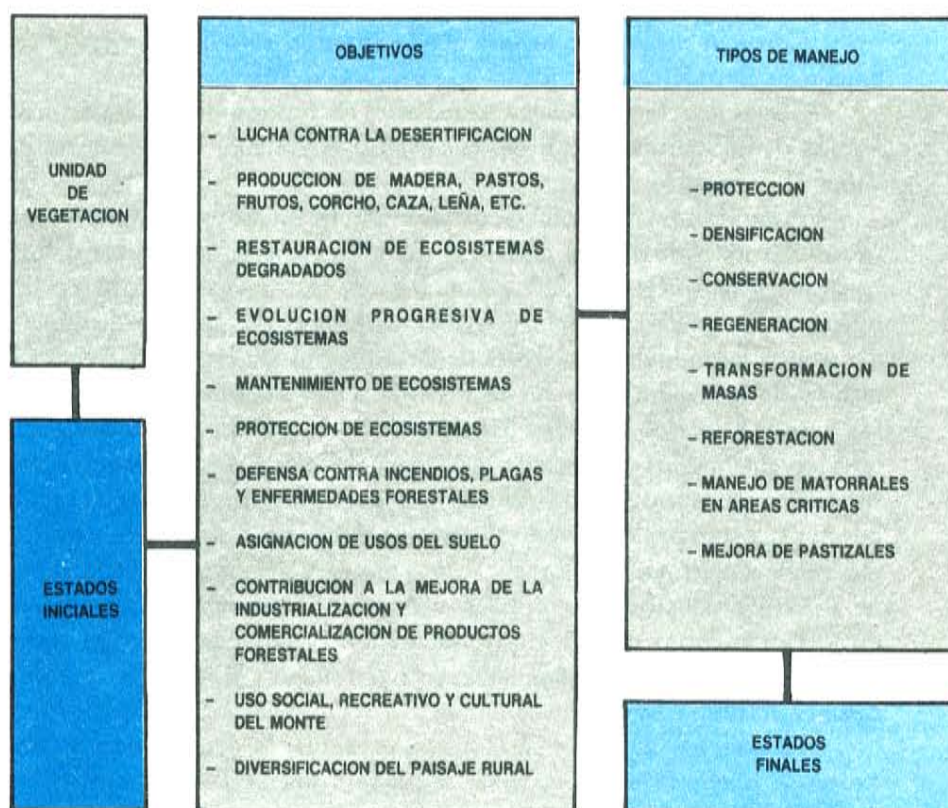 UNIDAD
DE
VEGETACION
ESTADOS
INICIALES
OBJETIVOS
- LUCHA CONTRA LA DESERTIFICACION
- PRODUCCION DE MADERA, PASTOS,
FRUTOS, CORCHO, CAZA, LEÑA, ETC.
- RESTAURACION DE ECOSISTEMAS
DEGRADADOS
- EVOLUCION PROGRESIVA DE
ECOSISTEMAS
- MANTENIMIENTO DE ECOSISTEMAS
- PROTECCION DE ECOSISTEMAS
- DEFENSA CONTRA INCENDIOS, PLAGAS
Y ENFERMEDADES FORESTALES
- ASIGNACION DE USOS DEL SUELO
- CONTRIBUCION A LA MEJORA DE LA
INDUSTRIALIZACION Y
COMERCIALIZACION DE PRODUCTOS
FORESTALES
- USO SOCIAL, RECREATIVO Y CULTURAL
DEL MONTE
- DIVERSIFICACION DEL PAISAJE RURAL
TIPOS DE MANEJO
- PROTECCION
- DENSIFICACION
- CONSERVACION
- REGENERACION
- TRANSFORMACION DE
MASAS
- REFORESTACION
- MANEJO DE MATORRALES
EN AREAS CRITICAS
- MEJORA DE PASTIZALES
ESTADOS
FINALES